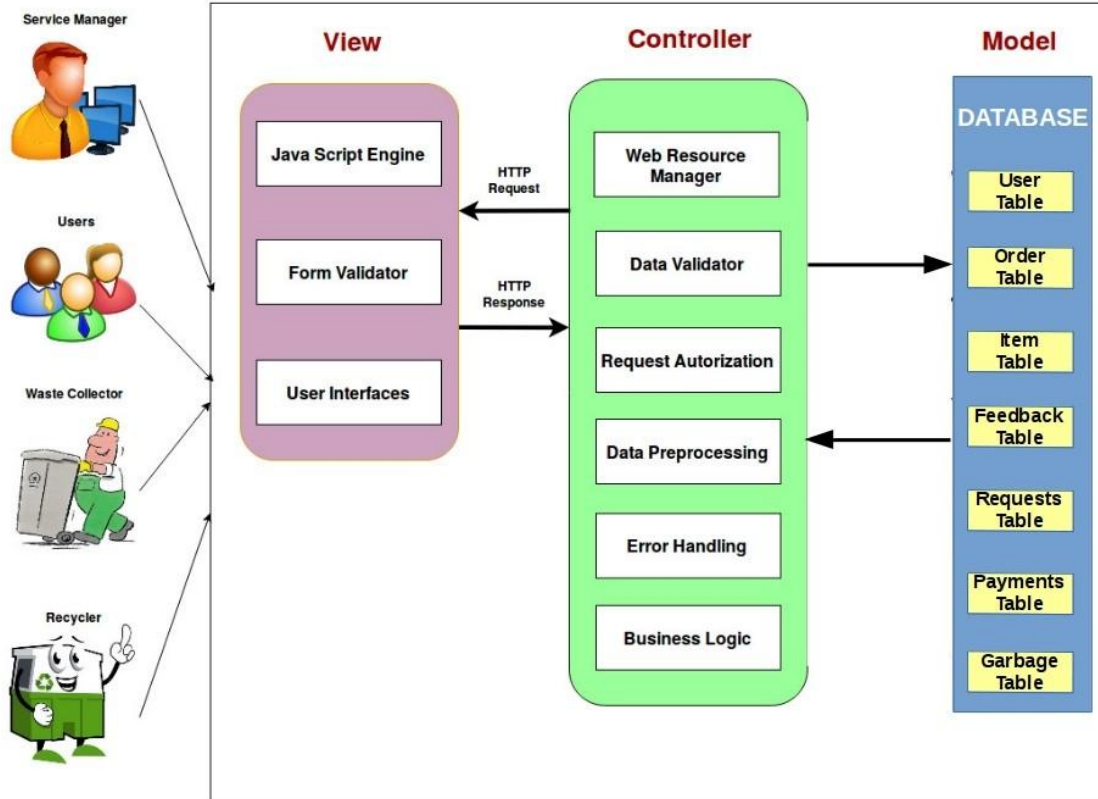 Service Manager
Users
Waste Collector
Recycler
View
Java Script Engine
Form Validator
User Interfaces
HTTP
Request
HTTP
Response
Controller
Web Resource
Manager
Data Validator
Request Autorization
Data Preprocessing
Error Handling
Business Logic
Model
DATABASE
User
Table
Order
Table
Item
Table
Feedback
Table
Requests
Table
Payments
Table
Garbage
Table